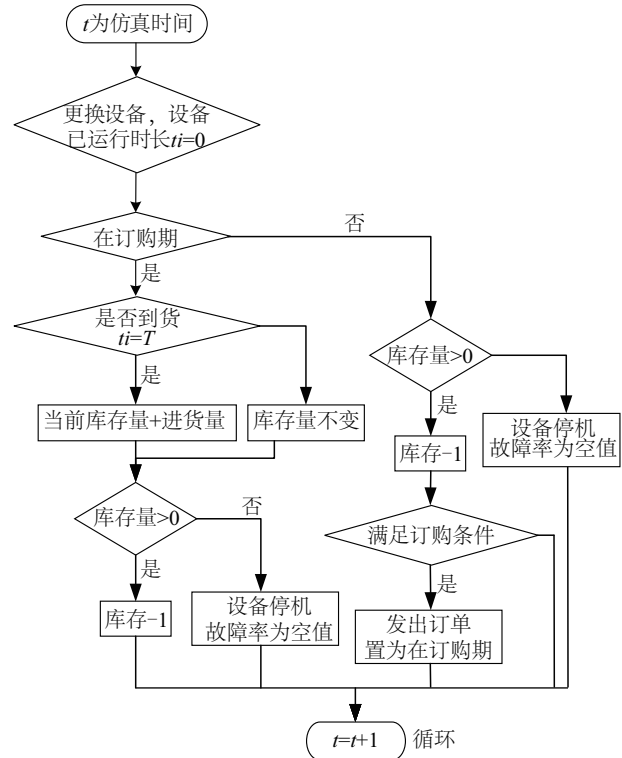 t为仿真时间
更换设备，设备
已运行时长ti=0
在订购期
否
是
是否到货
ti=T
库存量>0
是
是
当前库存量+进货量
库存量不变
设备停机
故障率为空值
库存-1
库存量>0
否
满足订购条件
是
是
库存-1
设备停机
故障率为空值
发出订单
置为在订购期
t=t+1
循环